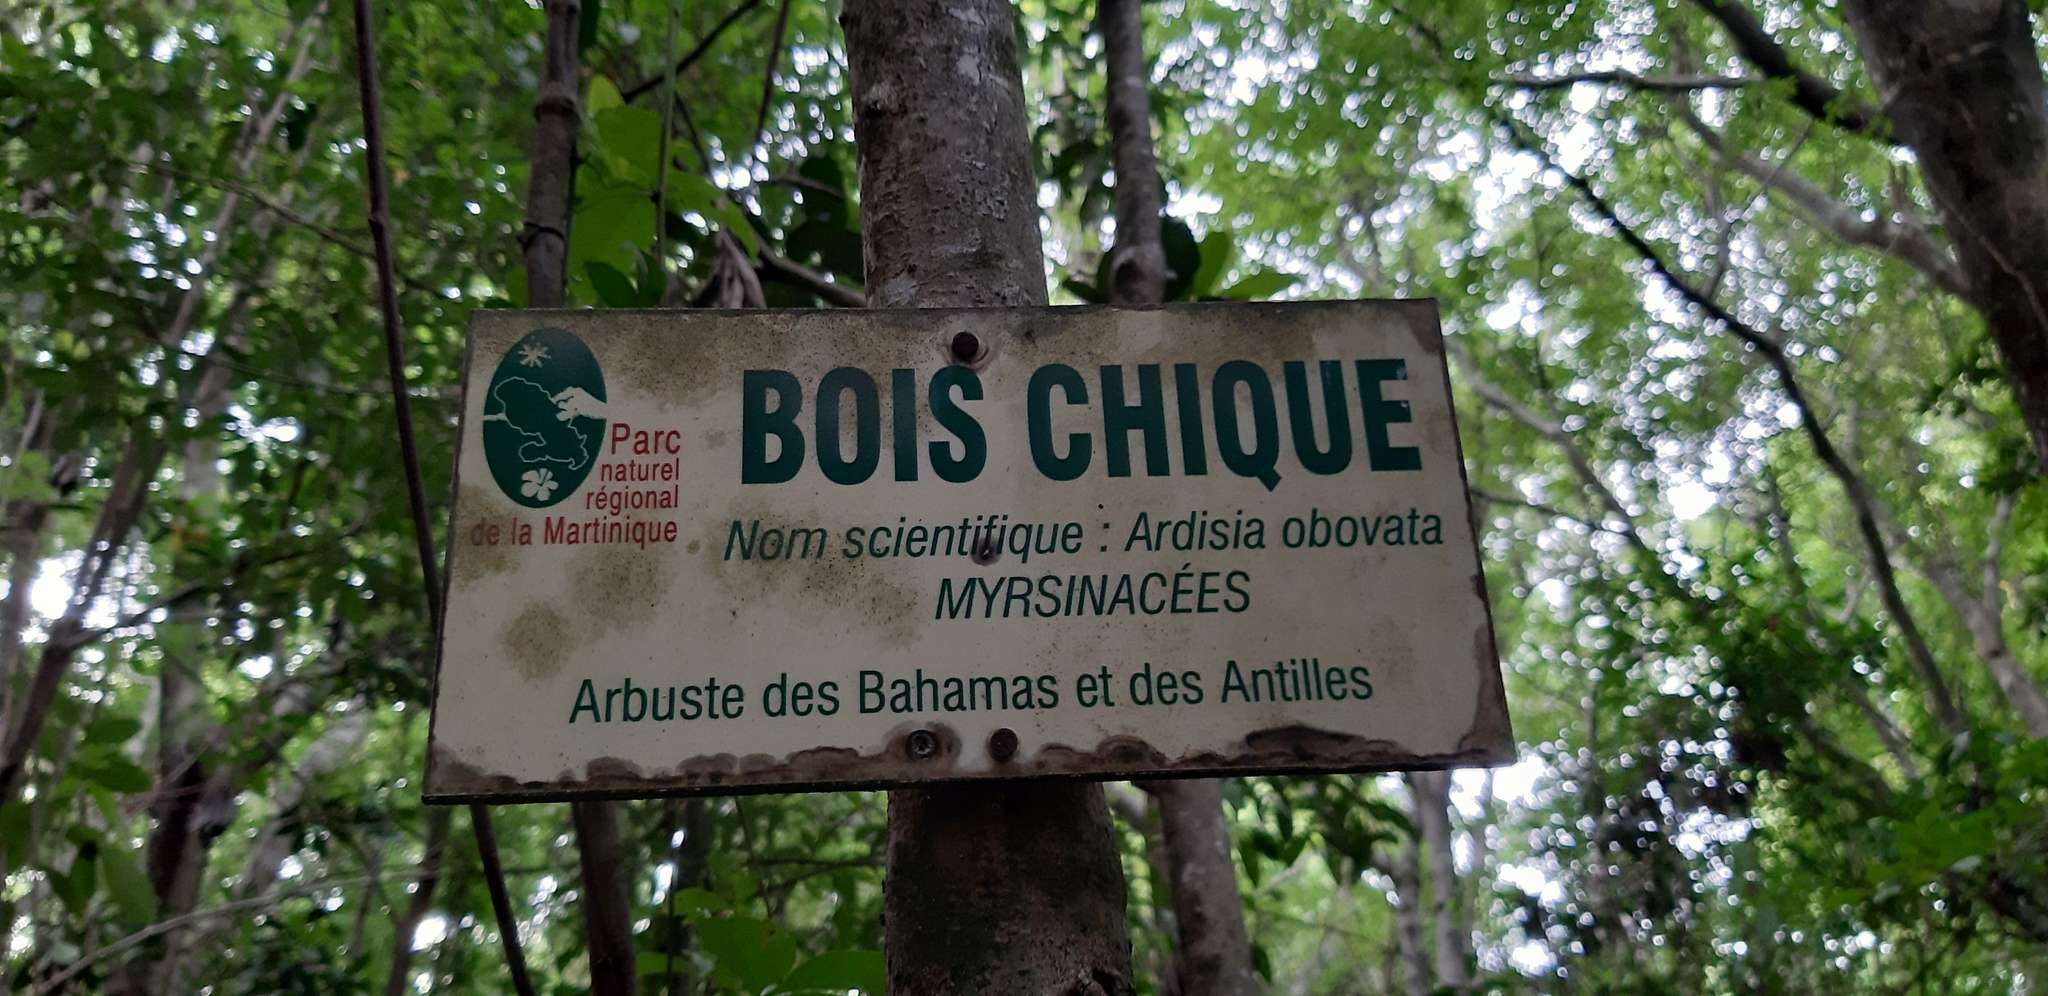 Parc
naturel
régional
de la Martinique
BOIS CHIQUE
Nom scientifique : Ardisia obovata
MYRSINACÉES
Arbuste des Bahamas et des Antilles